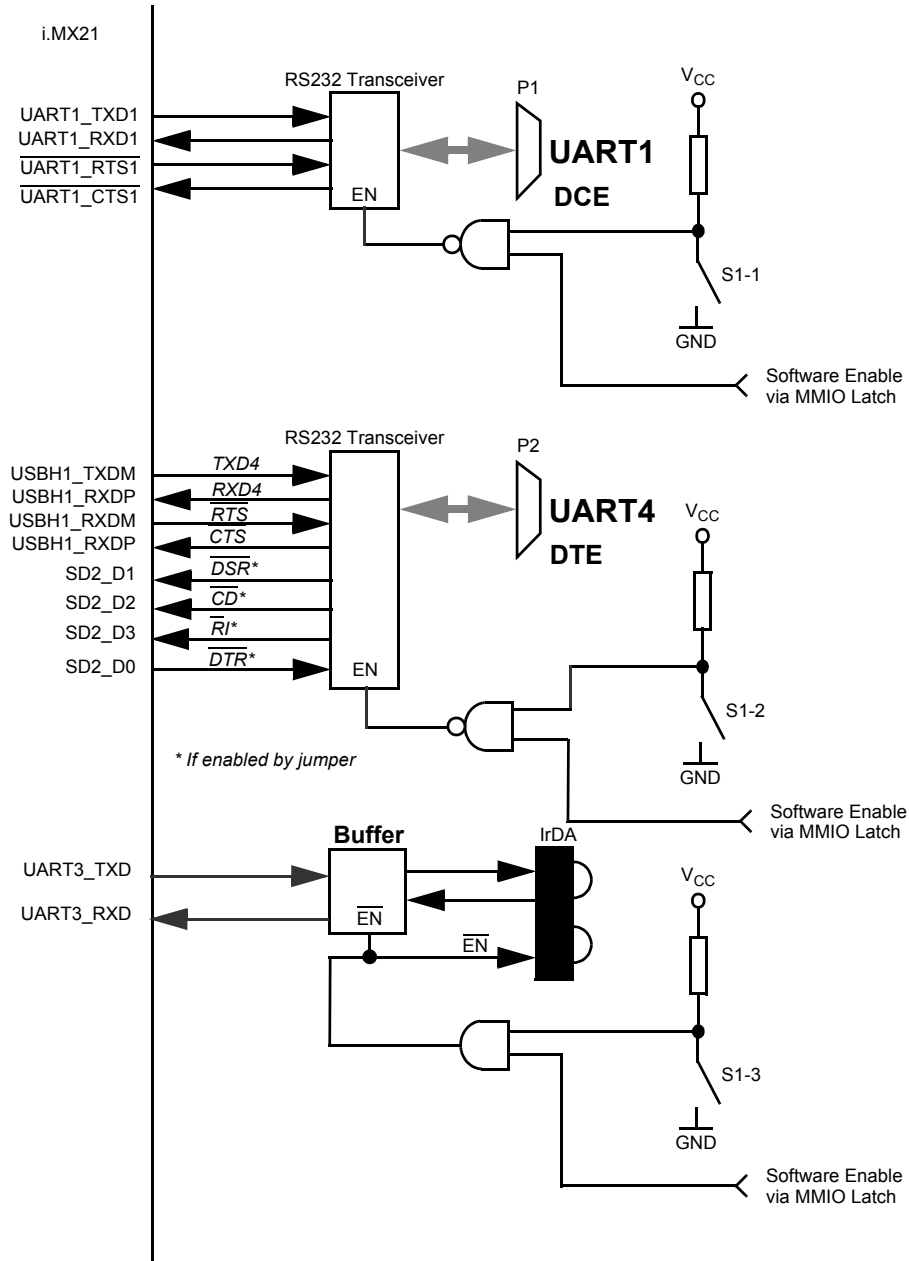 i.MX21
RS232 Transceiver
P1
VCC
UART1_TXD1
UART1_RXD1
UART1_RTS1
UART1_CTS1
EN
UART1
DCE
S1-1
GND
Software Enable
via MMIO Latch
RS232 Transceiver
P2
VCC
USBH1_TXDM
TXD4
USBH1_RXDP
RXD4
USBH1_RXDM
RTS
USBH1_RXDP
CTS
SD2_D1
DSR*
SD2_D2
CD*
SD2_D3
RI*
SD2_D0
DTR*
EN
UART4
DTE
S1-2
GND
* If enabled by jumper
Software Enable
via MMIO Latch
Buffer
IrDA
VCC
UART3_TXD
UART3_RXD
EN
EN
S1-3
GND
Software Enable
via MMIO Latch